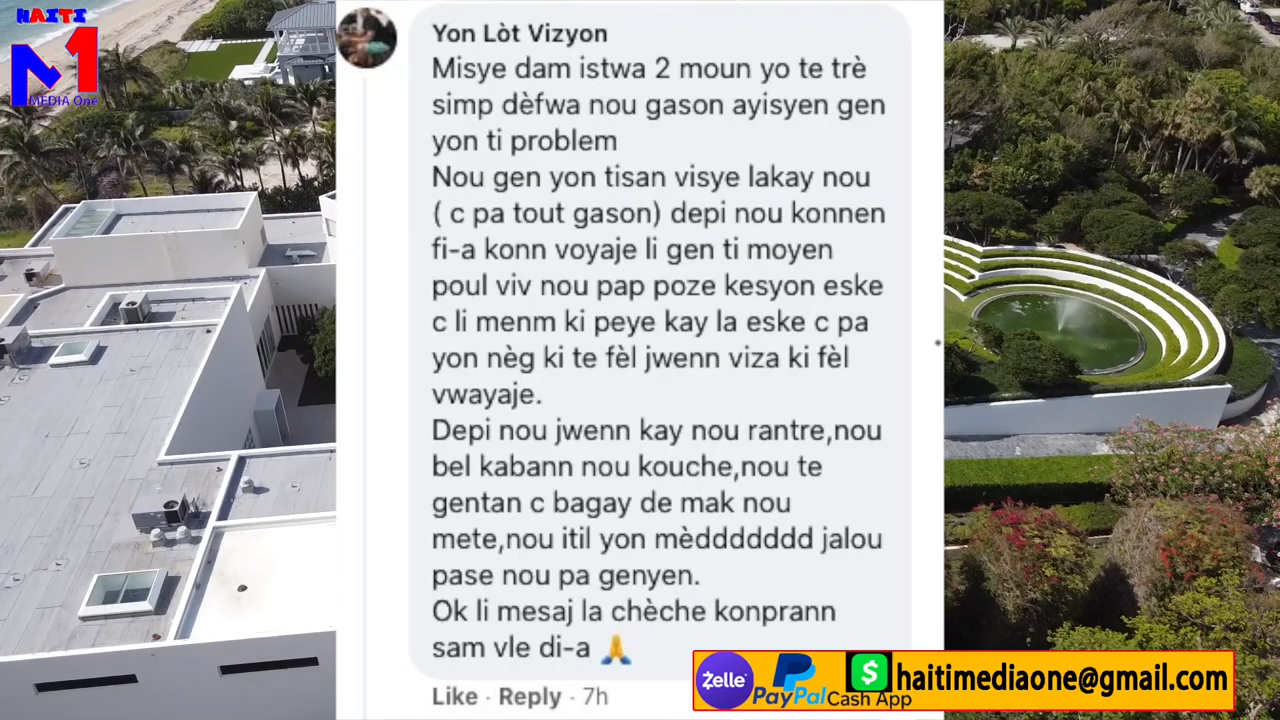 HAITI
M1
MEDIA One
Yon Lòt Vizyon
Misye dam istwa 2 moun yo te trè
simp dèfwa nou gason ayisyen gen
yon ti problem
Nou gen yon tisan visye lakay nou
( c pa tout gason) depi nou konnen
fi-a konn voyaje li gen ti moyen
poul viv nou pap poze kesyon eske
c li menm ki peye kay la eske c pa
yon nèg ki te fèl jwenn viza ki fèl
vwayaje.
Depi nou jwenn kay nou rantre,nou
bel kabann nou kouche,nou te
gentan c bagay de mak nou
mete,nou itil yon mèddddddd jalou
pase nou pa genyen.
Ok li mesaj la chèche konprann
sam vle di-a 🙏
Like · Reply · 7h
Zelle
PayPal
$
Cash App
haitimediaone@gmail.com